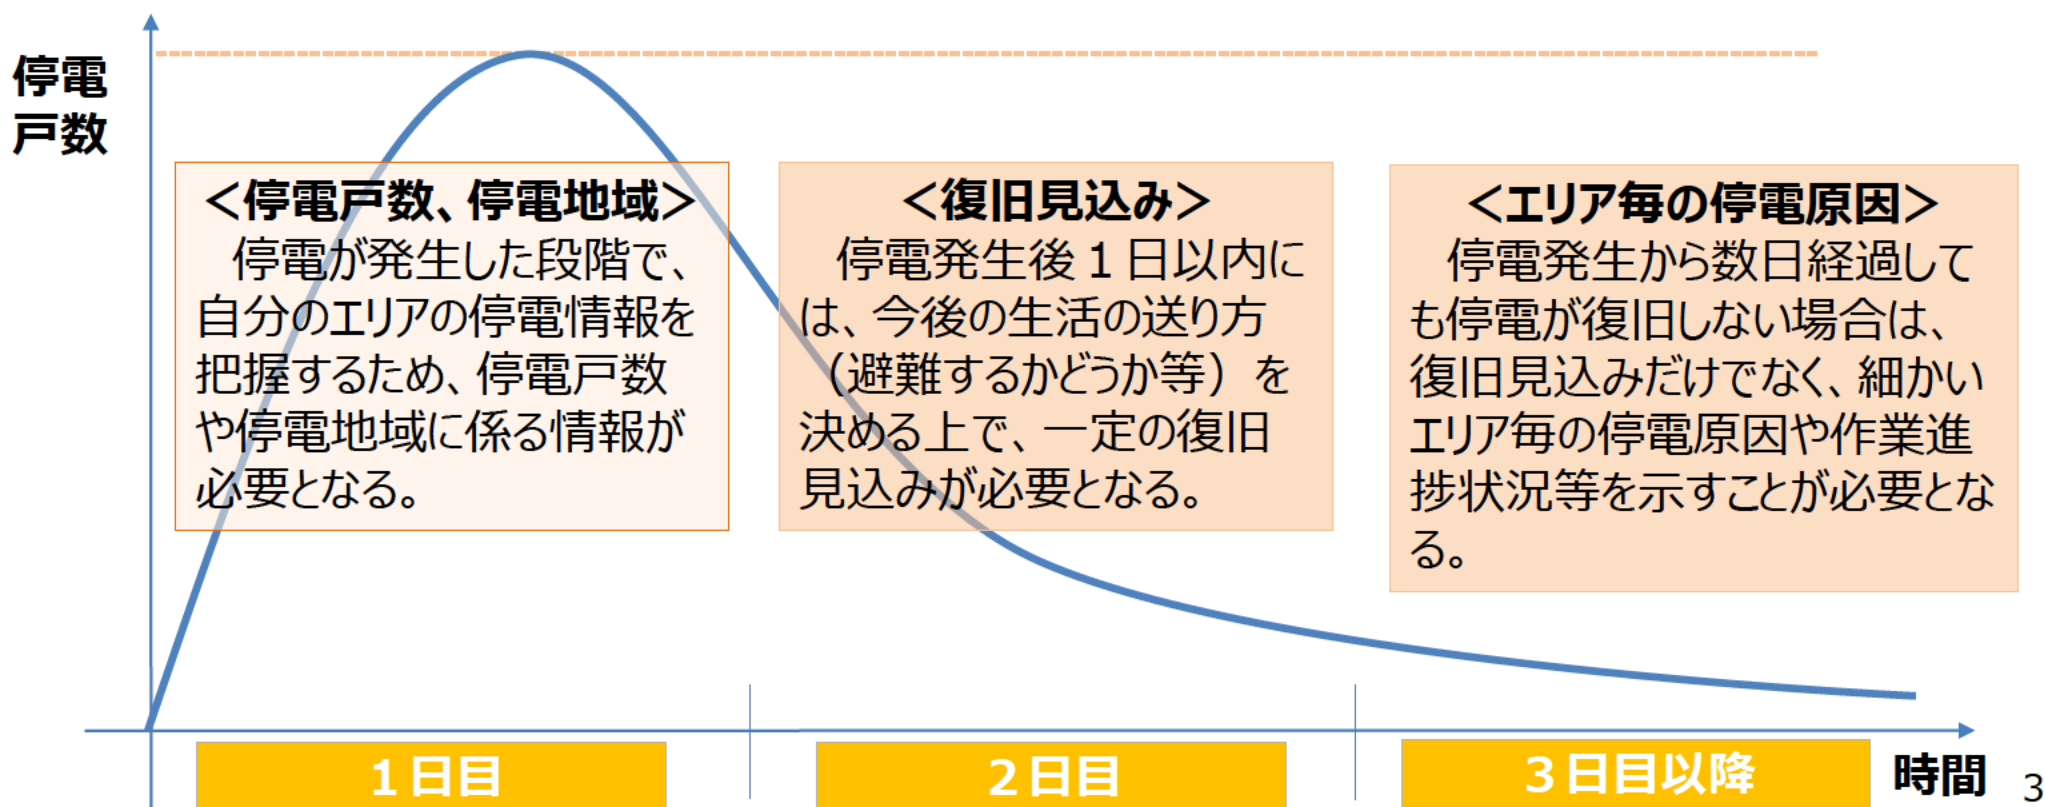 停電
戸数
＜停電戸数、停電地域＞
停電が発生した段階で、
自分のエリアの停電情報を
把握するため、停電戸数
や停電地域に係る情報が
必要となる。
＜復旧見込み＞
停電発生後１日以内に
は、今後の生活の送り方
（避難するかどうか等）を
決める上で、一定の復旧
見込みが必要となる。
＜エリア毎の停電原因＞
停電発生から数日経過して
も停電が復旧しない場合は、
復旧見込みだけでなく、細かい
エリア毎の停電原因や作業進
捗状況等を示すことが必要とな
る。
１日目
２日目
３日目以降
時間
3